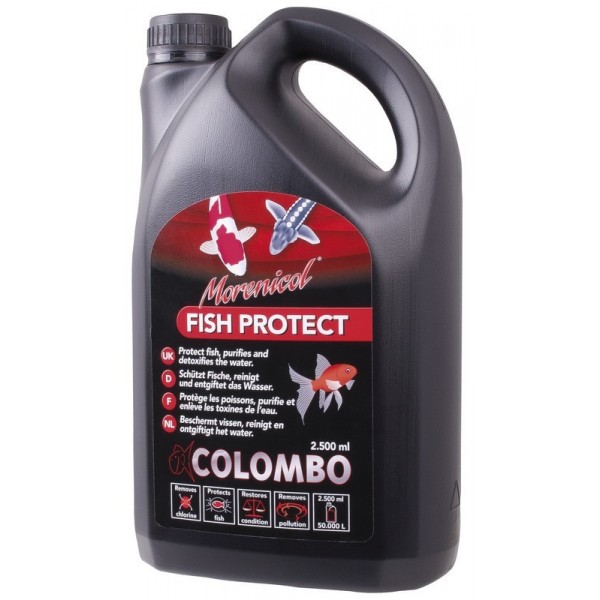 Morenicol®
FISH PROTECT
UK Protect fish, purifies and
detoxifies the water.
D Schützt Fische, reinigt
und entgiftet das Wasser.
F Protège les poissons, purifie et
enlève les toxines de l'eau.
NL Beschermt vissen, reinigt en
ontgiftigt het water.
2.500 ml
COLOMBO
Removes chlorine
Protects fish
Restores condition
Removes pollution
2.500 ml 50.000 L